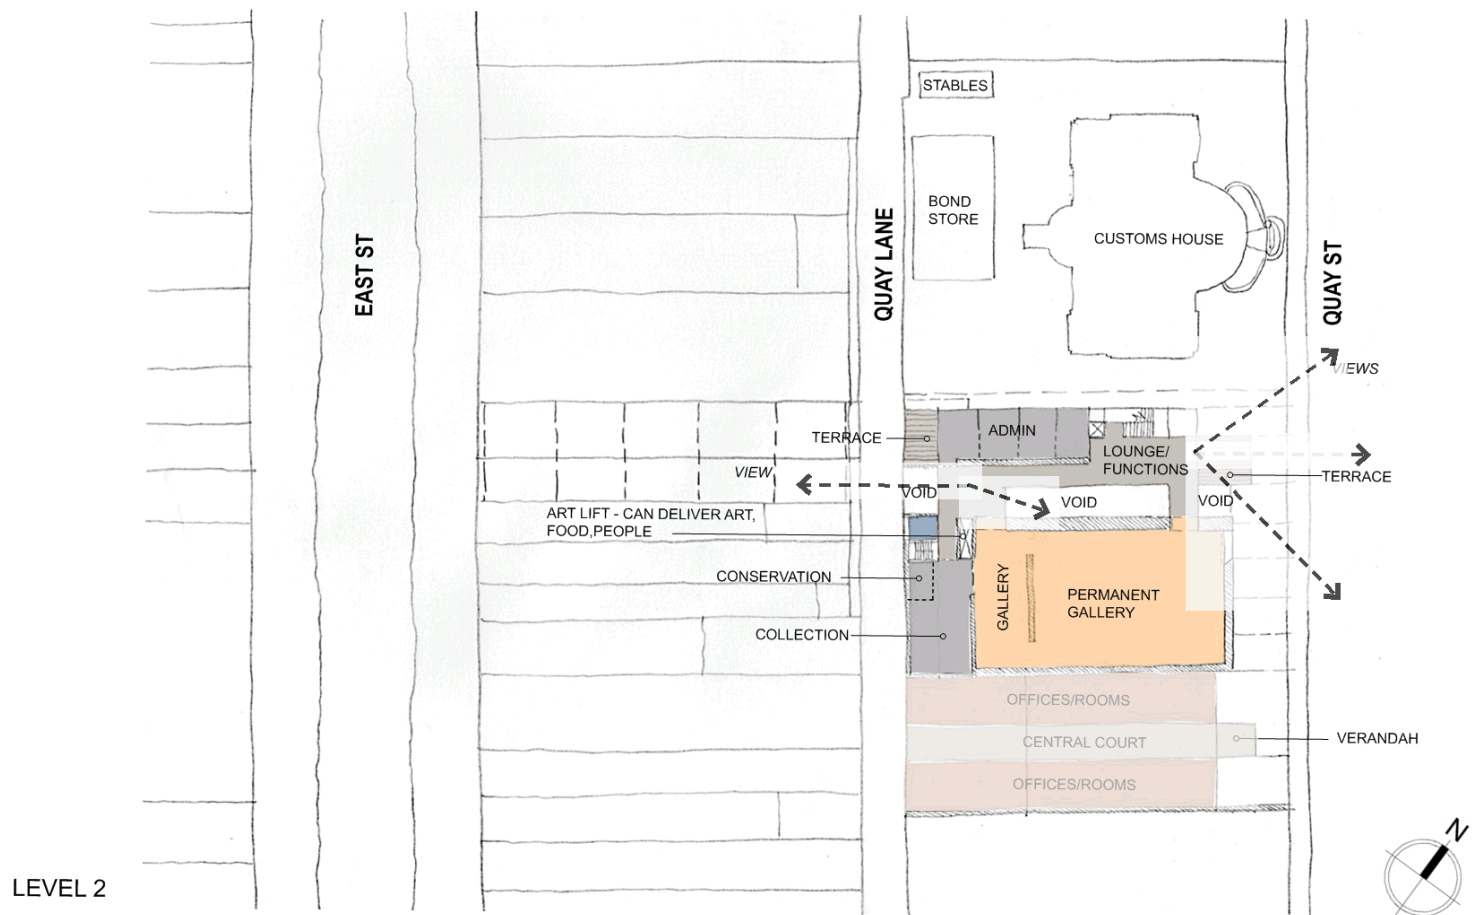 STABLES
BOND
STORE
CUSTOMS HOUSE
EAST ST
QUAY LANE
QUAY ST
VIEWS
TERRACE
ADMIN
LOUNGE/
FUNCTIONS
VIEW
TERRACE
VOID
VOID
VOID
ART LIFT - CAN DELIVER ART,
FOOD,PEOPLE
CONSERVATION
GALLERY
PERMANENT
GALLERY
COLLECTION
OFFICES/ROOMS
CENTRAL COURT
VERANDAH
OFFICES/ROOMS
N
LEVEL 2